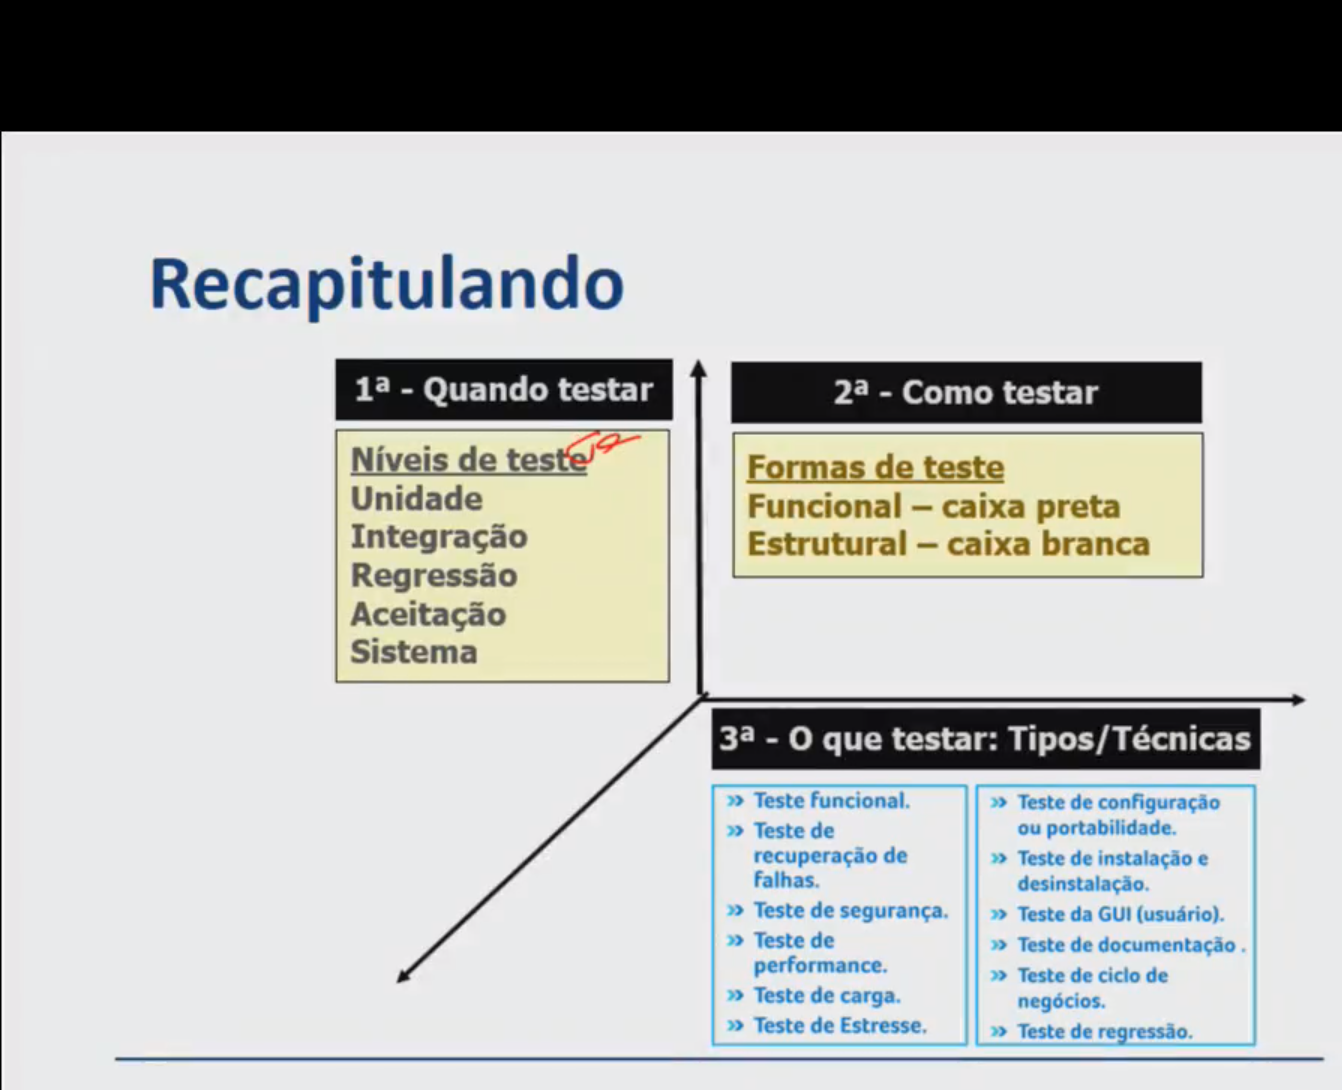 Recapitulando
1ª - Quando testar
Níveis de teste
Unidade
Integração
Regressão
Aceitação
Sistema
2ª - Como testar
Formas de teste
Funcional – caixa preta
Estrutural – caixa branca
3ª - O que testar: Tipos/Técnicas
» Teste funcional.
» Teste de
recuperação de
falhas.
» Teste de segurança.
» Teste de
performance.
» Teste de carga.
» Teste de Estresse.
» Teste de configuração
ou portabilidade.
» Teste de instalação e
desinstalação.
» Teste da GUI (usuário).
» Teste de documentação .
» Teste de ciclo de
negócios.
» Teste de regressão.